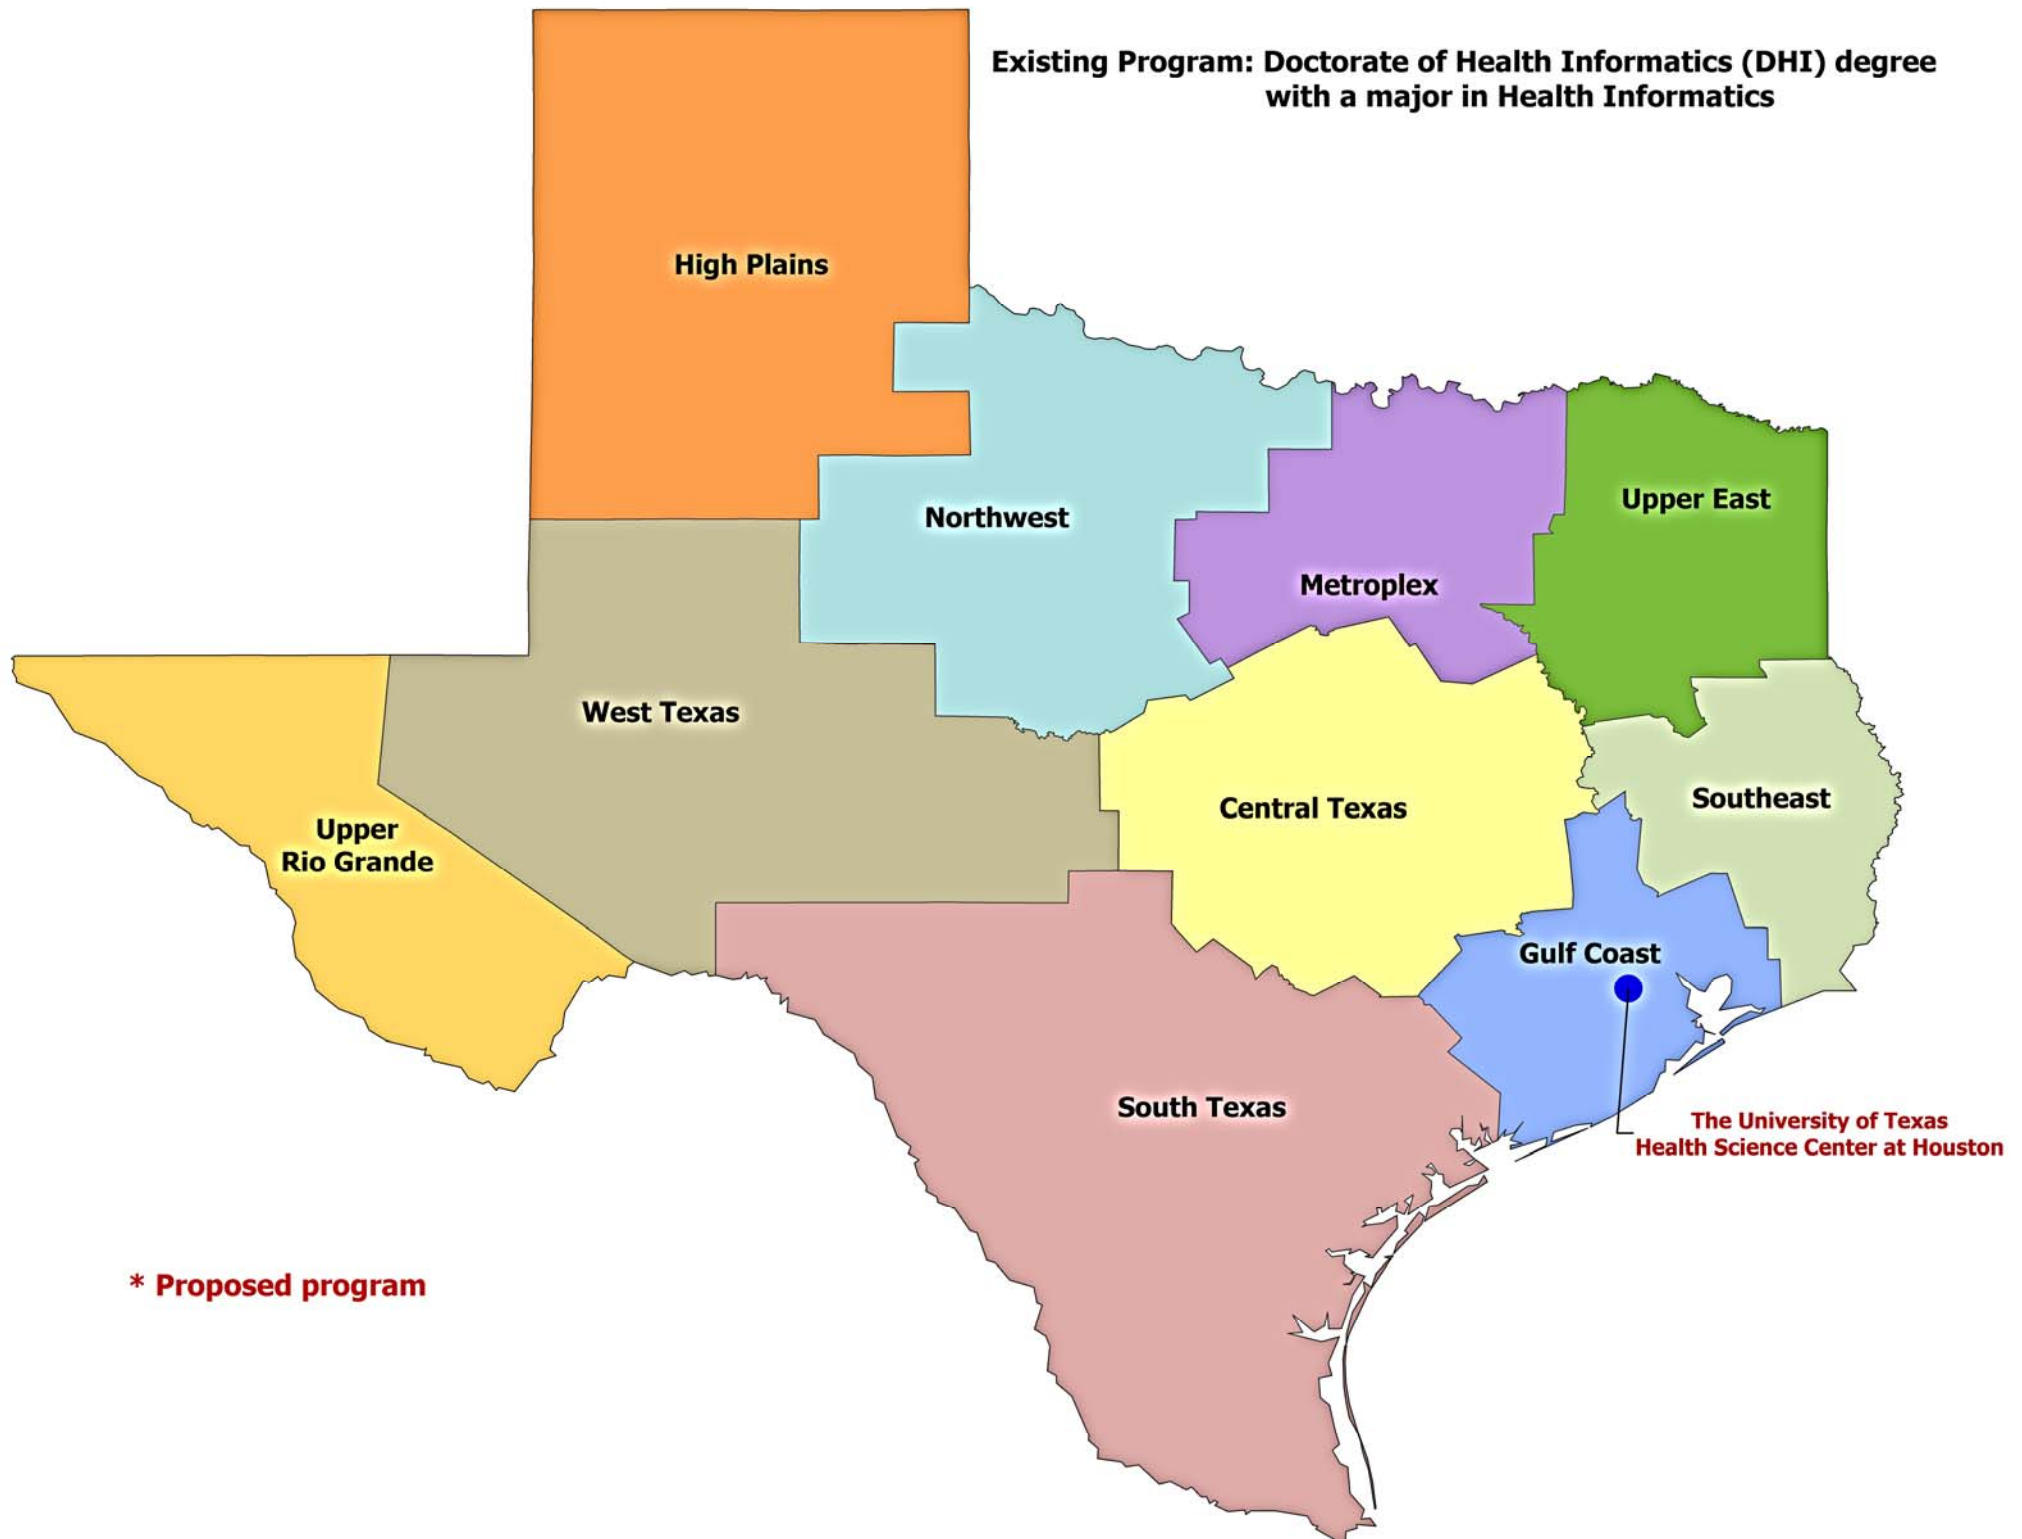 Existing Program: Doctorate of Health Informatics (DHI) degree
with a major in Health Informatics
High Plains
Northwest
Upper East
Metroplex
West Texas
Southeast
Central Texas
Upper
Rio Grande
Gulf Coast
South Texas
The University of Texas
Health Science Center at Houston
* Proposed program